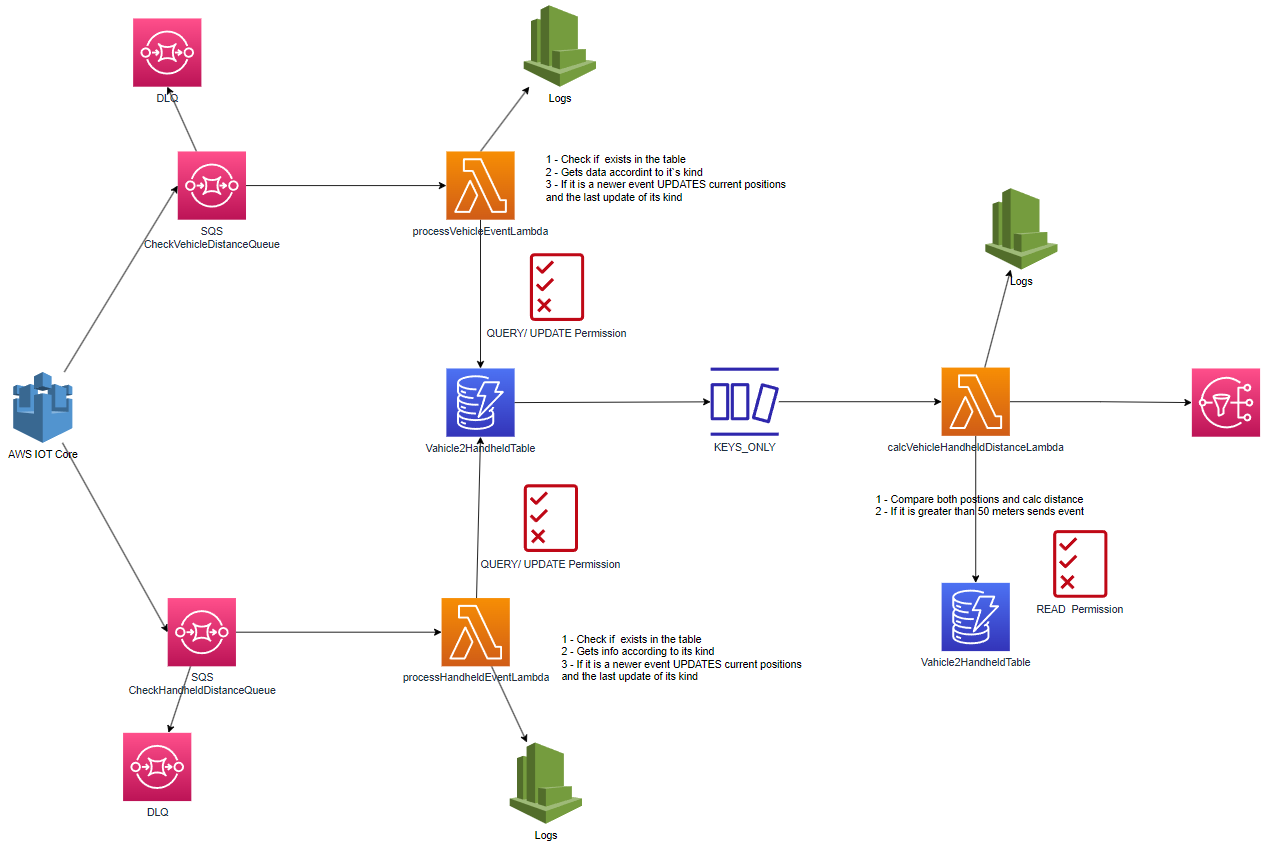 DLQ
Logs
1 - Check if  exists in the table
2 - Gets data accordint to it`s kind
3 - If it is a newer event UPDATES current positions
and the last update of its kind
SQS
CheckVehicleDistanceQueue
processVehicleEventLambda
Logs
QUERY/ UPDATE Permission
AWS IOT Core
Vahicle2HandheldTable
KEYS_ONLY
calcVehicleHandheldDistanceLambda
1 - Compare both postions and calc distance
2 - If it is greater than 50 meters sends event
QUERY/ UPDATE Permission
READ  Permission
1 - Check if  exists in the table
2 - Gets info according to its kind
3 - If it is a newer event UPDATES current positions
and the last update of its kind
Vahicle2HandheldTable
SQS
CheckHandheldDistanceQueue
processHandheldEventLambda
DLQ
Logs